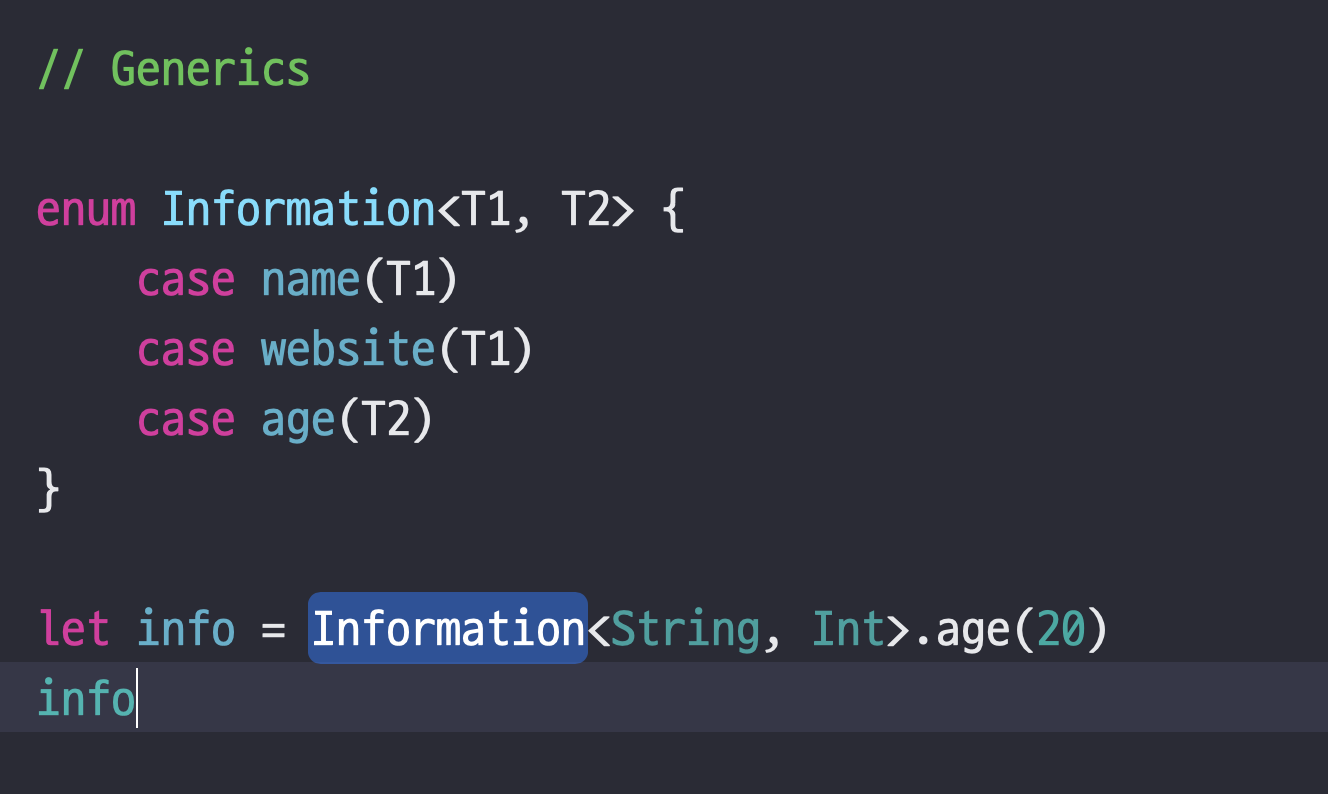 // Generics
enum Information<T1, T2> {
    case name(T1)
    case website(T1)
    case age(T2)
}
let info = Information<String, Int>.age(20)
info